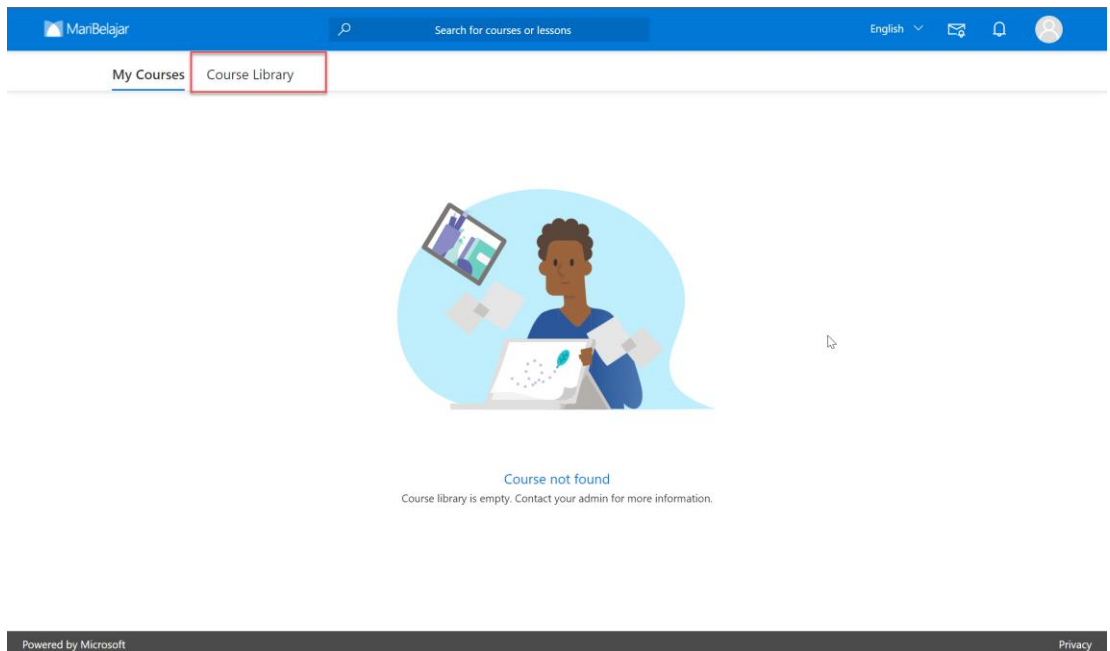 MariBelajar
Search for courses or lessons
English
My Courses
Course Library
Course not found
Course library is empty. Contact your admin for more information.
Powered by Microsoft
Privacy